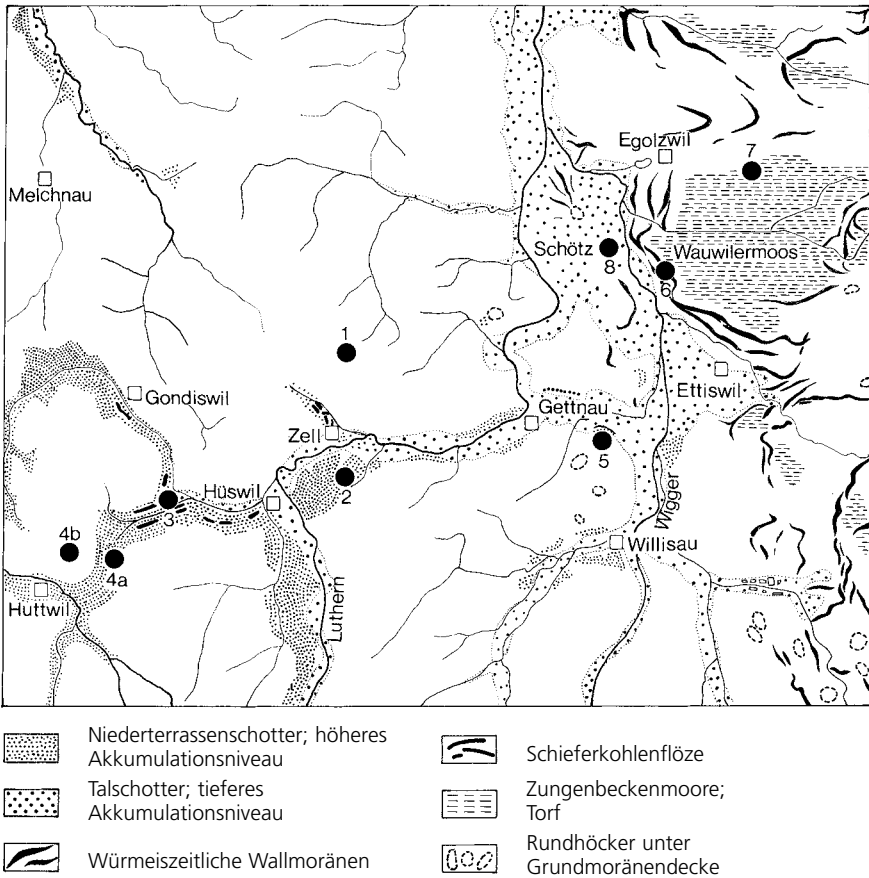 Egolzwil
7
Melchnau
Schötz
8
Wauwilermoos
6
1
Gondiswil
Ettiswil
Gettnau
Zell
5
2
Hüswil
3
Wigger
4b
4a
Willisau
Huttwil
Luthern
Niederterrassenschotter; höheres
Akkumulationsniveau
Talschotter; tieferes
Akkumulationsniveau
Würmeiszeitliche Wallmoränen
Schieferkohlenflöze
Zungenbeckenmoore;
Torf
Rundhöcker unter
Grundmoränendecke